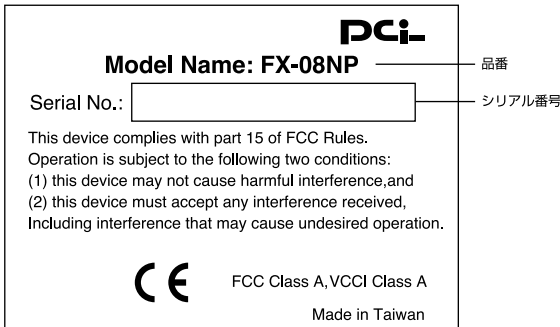 PCi
Model Name: FX-08NP
品番
Serial No.:
シリアル番号
This device complies with part 15 of FCC Rules.
Operation is subject to the following two conditions:
(1) this device may not cause harmful interference,and
(2) this device must accept any interference received,
Including interference that may cause undesired operation.
CE
FCC Class A,VCCI Class A
Made in Taiwan